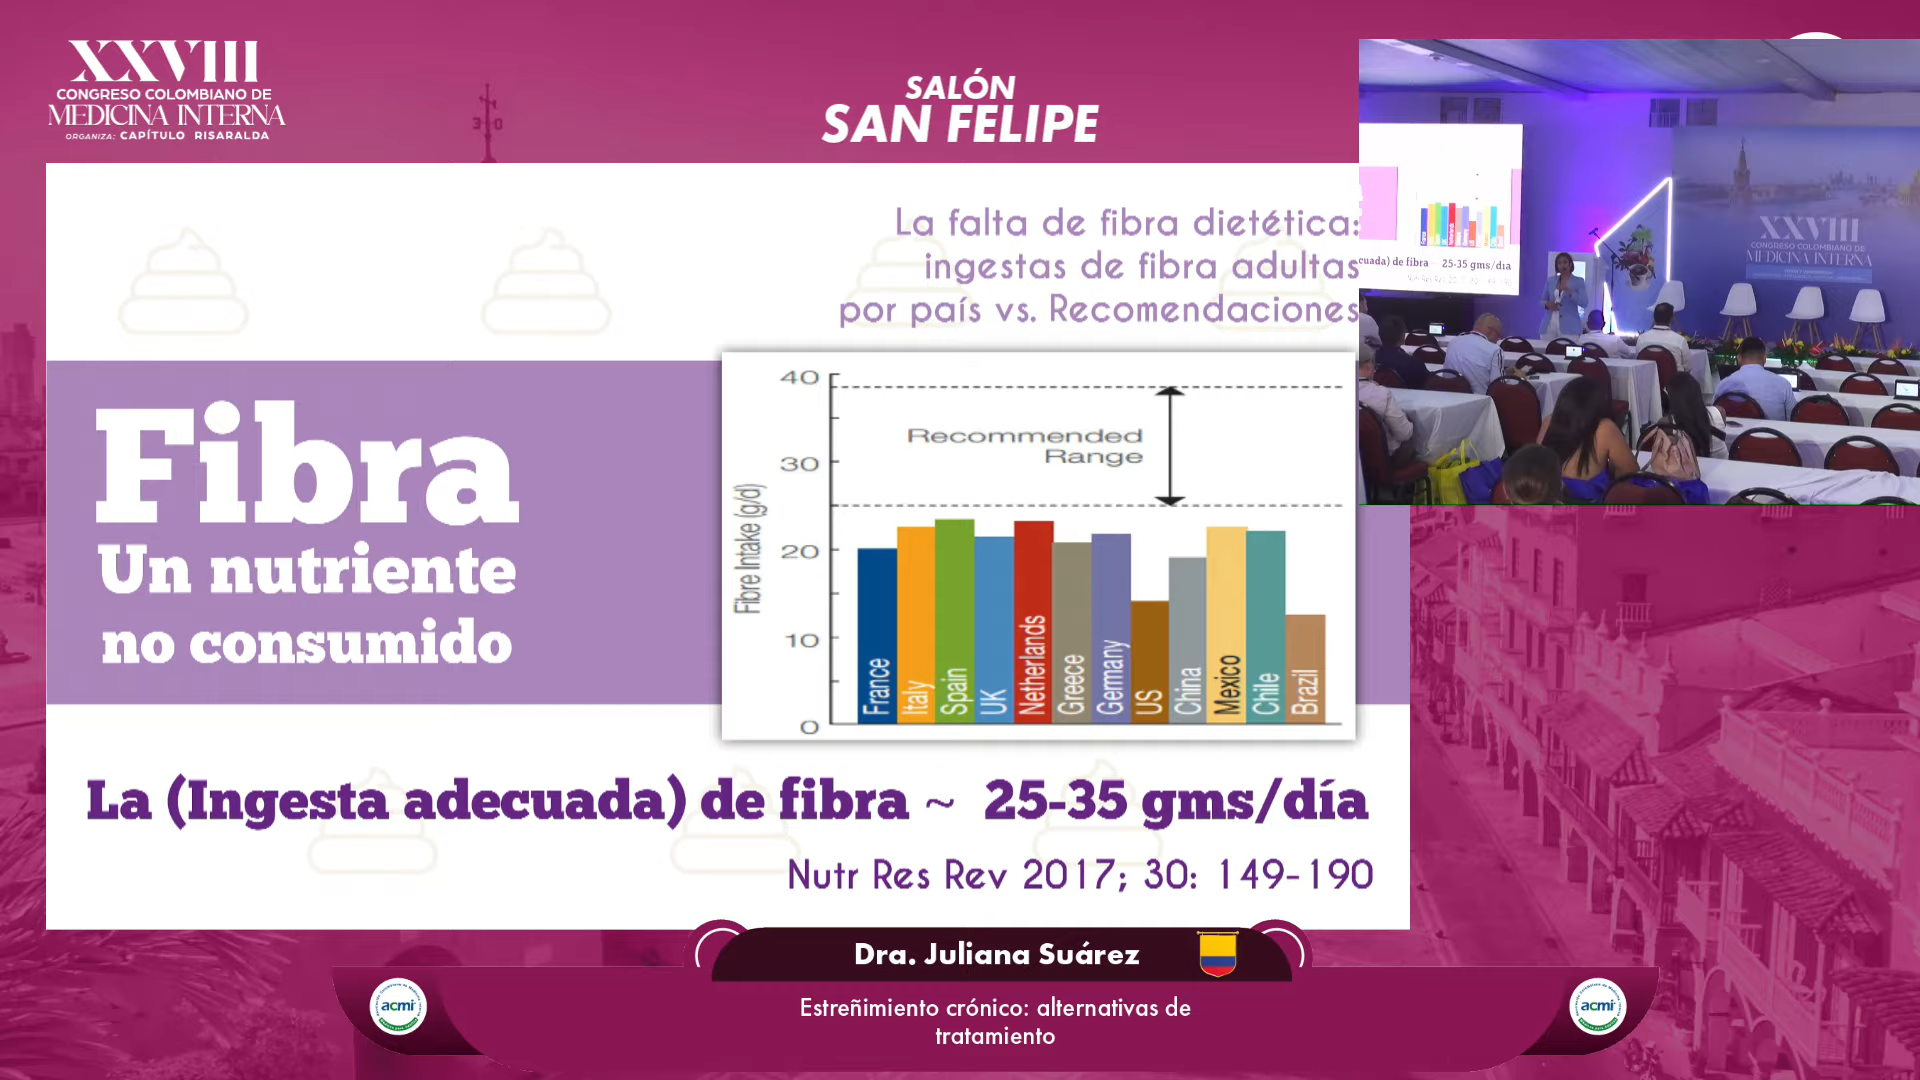 XXVIII
CONGRESO COLOMBIANO DE
MEDICINA INTERNA
ORGANIZA: CAPÍTULO RISARALDA
SALÓN
SAN FELIPE
La falta de fibra dietética:
ingestas de fibra adultas
por país vs. Recomendaciones
Fibra
Un nutriente
no consumido
40
30
20
10
0
Fibre Intake (g/d)
Recommended
Range
France
Italy
Spain
UK
Netherlands
Greece
Germany
US
China
Mexico
Chile
Brazil
La (Ingesta adecuada) de fibra ~ 25-35 gms/día
Nutr Res Rev 2017; 30: 149-190
cuada) de fibra 25-35 gms/día
XXVIII
CONGRESO COLOMBIANO DE
MEDICINA INTERNA
Dra. Juliana Suárez
Estreñimiento crónico: alternativas de
tratamiento
acmi
acmi